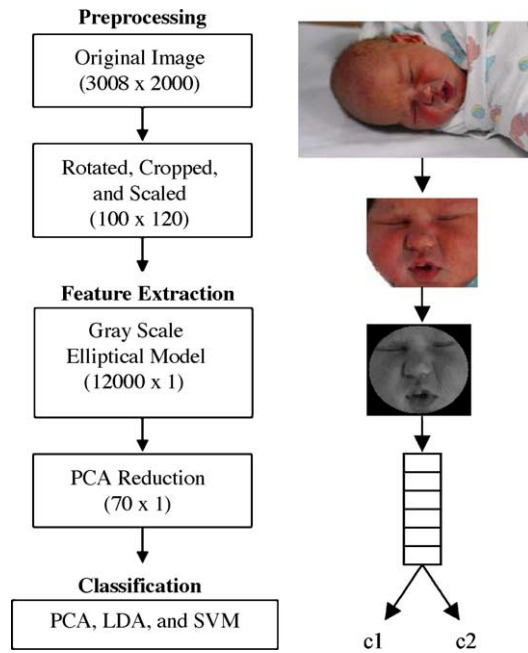 Preprocessing
Original Image
(3008 x 2000)
Rotated, Cropped,
and Scaled
(100 x 120)
Feature Extraction
Gray Scale
Elliptical Model
(12000 x 1)
PCA Reduction
(70 x 1)
Classification
PCA, LDA, and SVM
c1
c2